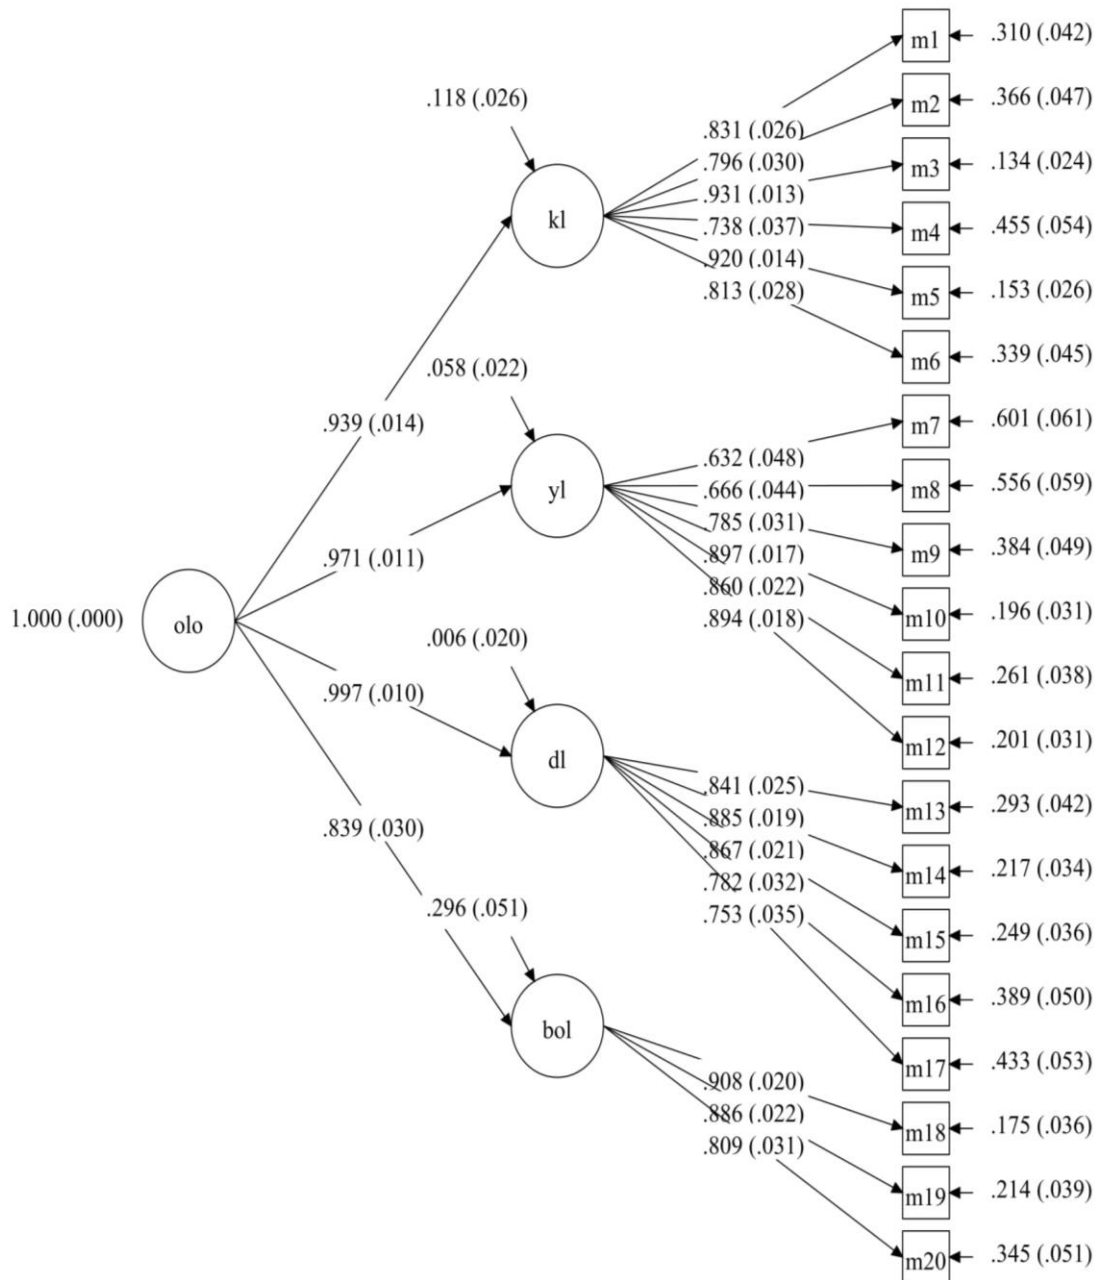 .310 (.042)
m1
.366 (.047)
m2
.118 (.026)
.831 (.026)
.796 (.030)
.134 (.024)
m3
.931 (.013)
kl
.738 (.037)
.455 (.054)
m4
.920 (.014)
.813 (.028)
.153 (.026)
m5
.339 (.045)
m6
.058 (.022)
.939 (.014)
.601 (.061)
m7
.632 (.048)
.666 (.044)
.556 (.059)
m8
yl
.785 (.031)
.384 (.049)
m9
.971 (.011)
.897 (.017)
.860 (.022)
.196 (.031)
m10
1.000 (.000)
olo
.894 (.018)
.006 (.020)
.261 (.038)
m11
.997 (.010)
.201 (.031)
m12
dl
.841 (.025)
.293 (.042)
m13
.885 (.019)
.839 (.030)
.867 (.021)
.217 (.034)
m14
.782 (.032)
.296 (.051)
.753 (.035)
.249 (.036)
m15
.389 (.050)
m16
bol
.433 (.053)
m17
.908 (.020)
.886 (.022)
.175 (.036)
m18
.809 (.031)
.214 (.039)
m19
.345 (.051)
m20